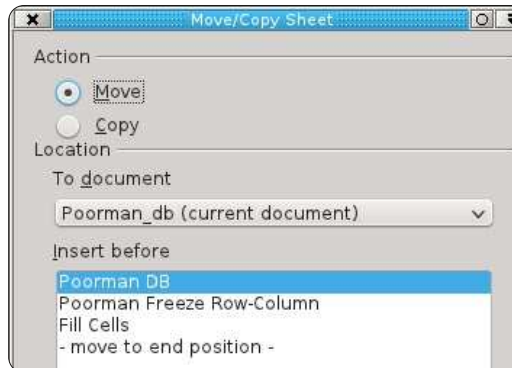 Move/Copy Sheet
Action
Move
Copy
Location
To document
Poorman_db (current document)
Insert before
Poorman DB
Poorman Freeze Row-Column
Fill Cells
- move to end position -